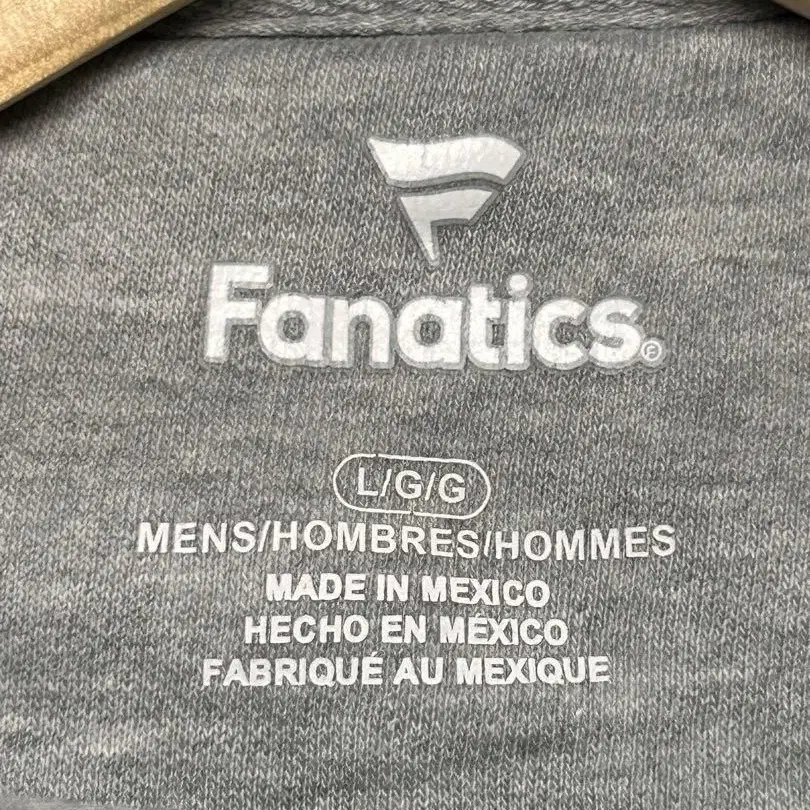 Fanatics®
L/G/G
MENS/HOMBRES/HOMMES
MADE IN MEXICO
HECHO EN MÉXICO
FABRIQUÉ AU MEXIQUE